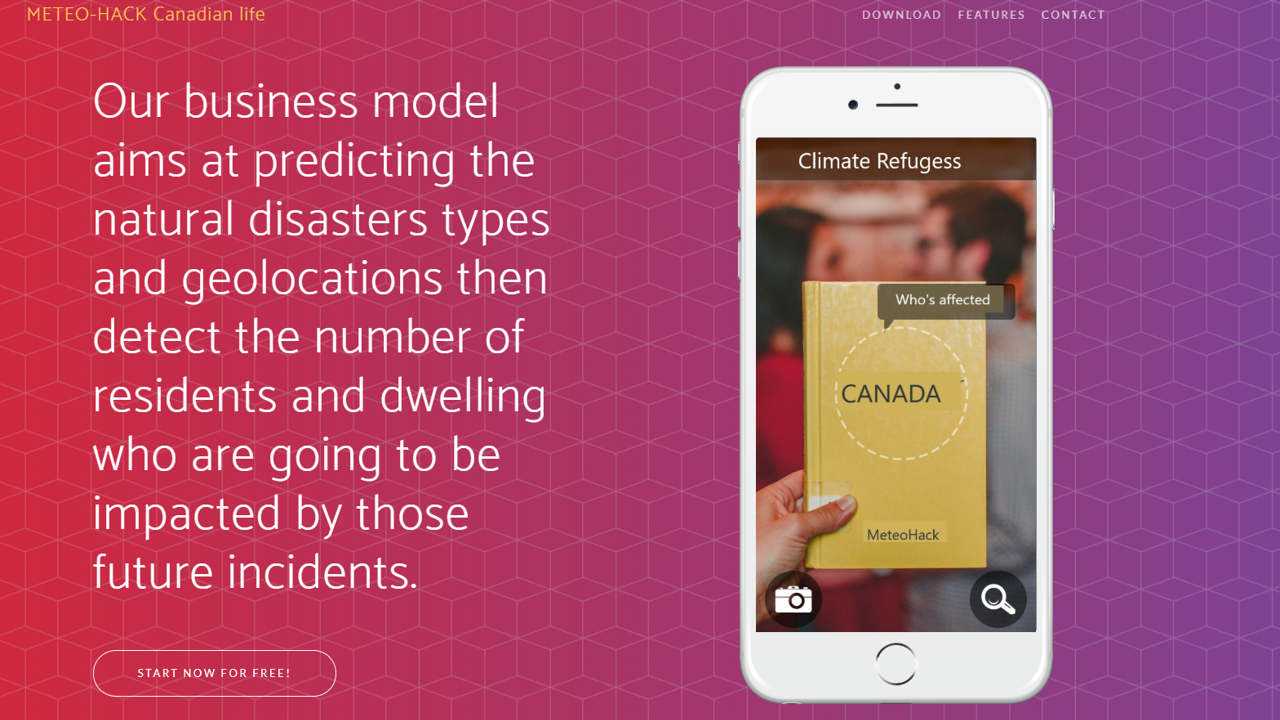 METEO-HACK Canadian life
DOWNLOAD FEATURES CONTACT
Our business model
aims at predicting the
natural disasters types
and geolocations then
detect the number of
residents and dwelling
who are going to be
impacted by those
future incidents.
START NOW FOR FREE!
Climate Refugess
Who's affected
CANADA
MeteoHack